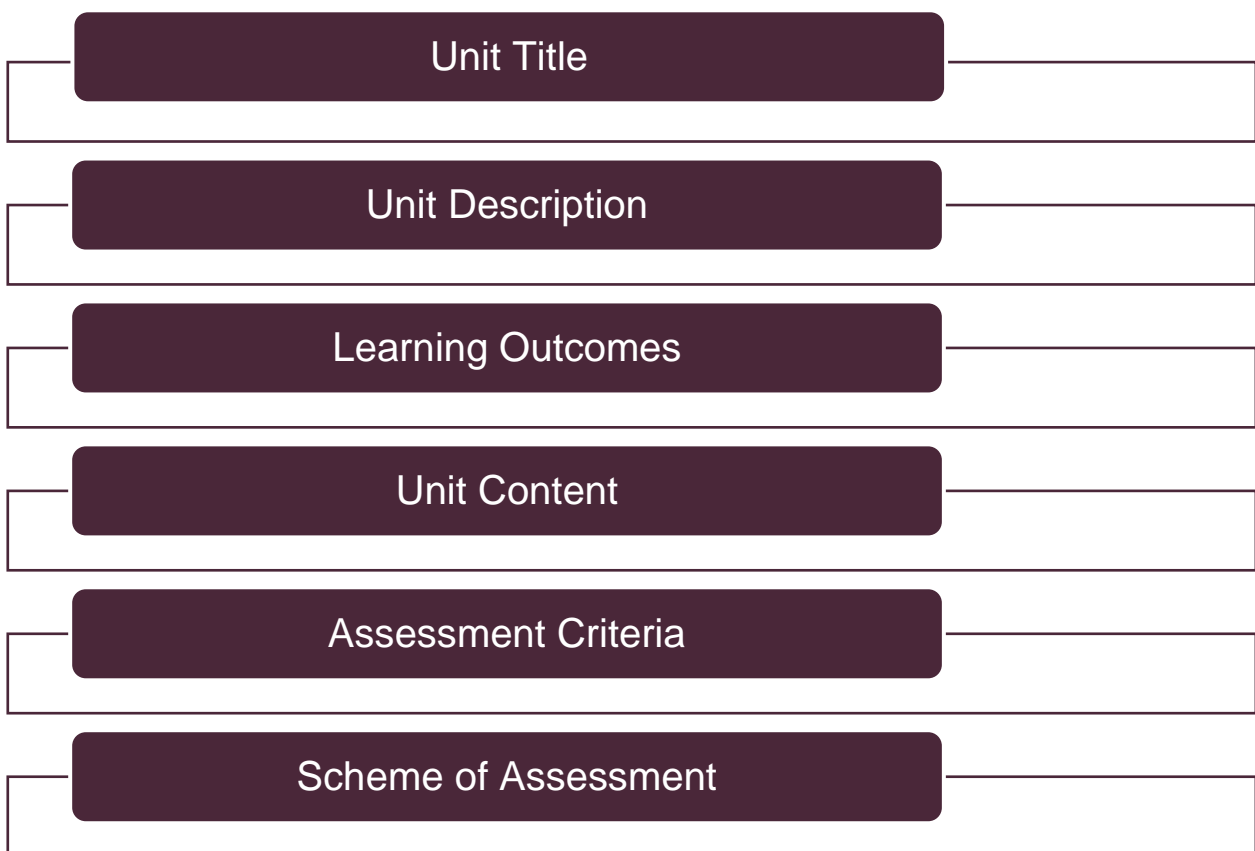 Unit Title
Unit Description
Learning Outcomes
Unit Content
Assessment Criteria
Scheme of Assessment